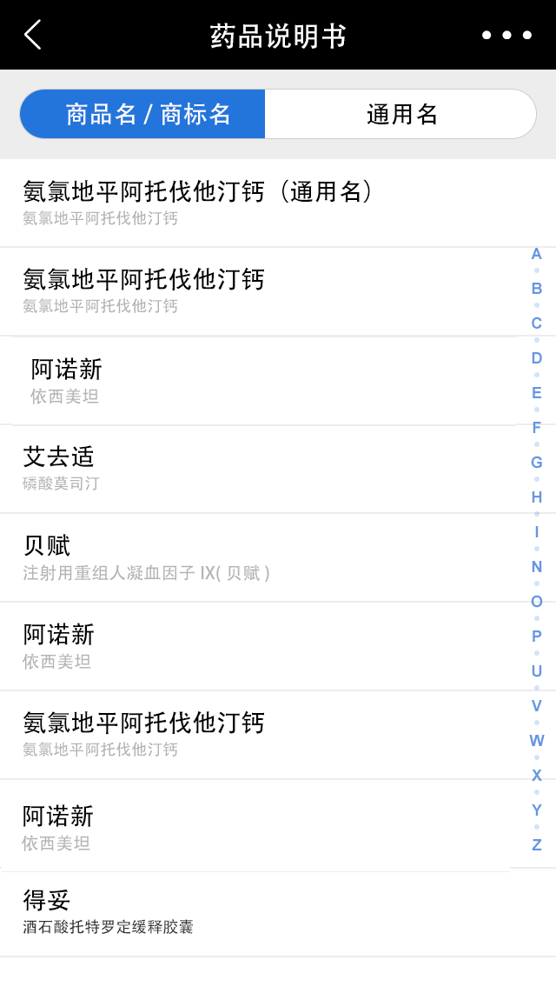 药品说明书
商品名 / 商标名
通用名
氨氯地平阿托伐他汀钙（通用名）
氨氯地平阿托伐他汀钙
氨氯地平阿托伐他汀钙
氨氯地平阿托伐他汀钙
阿诺新
依西美坦
艾去适
磷酸莫司汀
贝赋
注射用重组人凝血因子 IX( 贝赋 )
阿诺新
依西美坦
氨氯地平阿托伐他汀钙
氨氯地平阿托伐他汀钙
阿诺新
依西美坦
得妥
酒石酸托特罗定缓释胶囊
A
B
C
D
E
F
G
H
I
N
O
P
U
V
W
X
Y
Z